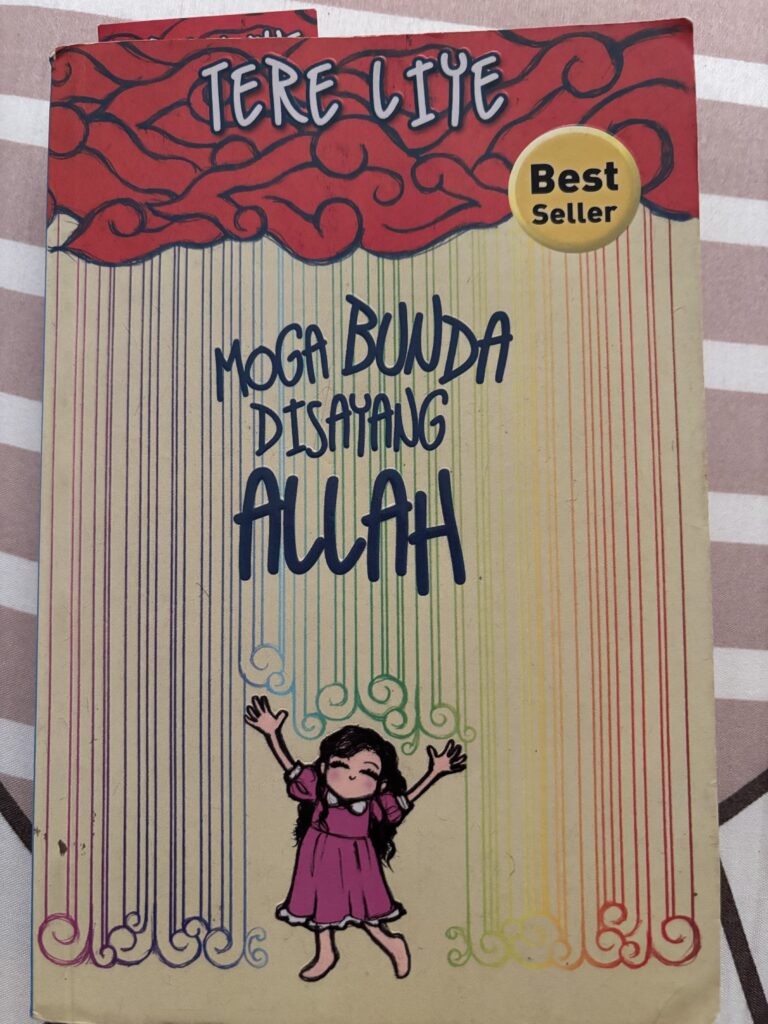 TERE LIYE
Best
Seller
MOGA BUNDA
DISAYANG
ALLAH